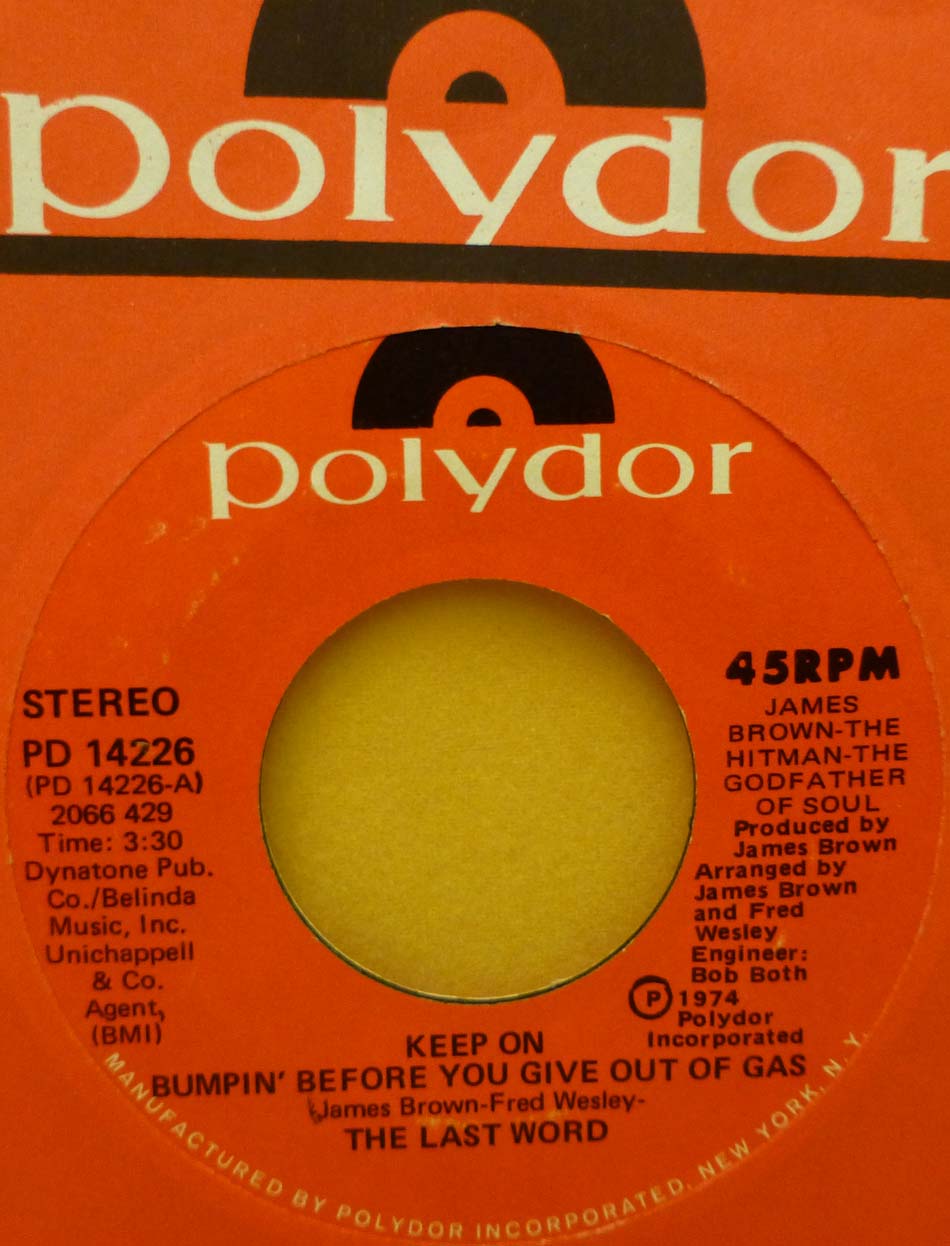 polydor
polydor
STEREO
PD 14226
(PD 14226-A)
2066 429
Time: 3:30
Dynatone Pub.
Co./Belinda
Music, Inc.
Unichappell
& Co.
Agent,
(BMI)
45RPM
JAMES
BROWN-THE
HITMAN-THE
GODFATHER
OF SOUL
Produced by
James Brown
Arranged by
James Brown
and Fred
Wesley
Engineer:
Bob Both
Ⓟ 1974
Polydor
Incorporated
KEEP ON
BUMPIN' BEFORE YOU GIVE OUT OF GAS
(James Brown-Fred Wesley-
THE LAST WORD
MANUFACTURED BY POLYDOR INCORPORATED, NEW YORK, N. Y.